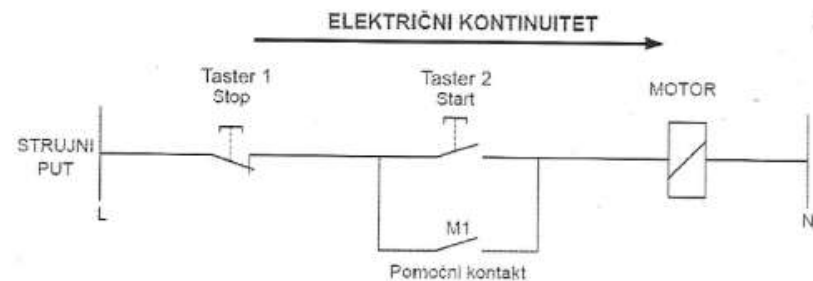 ELEKTRIČNI KONTINUITET
Taster 1
Stop
Taster 2
Start
MOTOR
STRUJNI
PUT
L
N
M1
Pomoćni kontakt